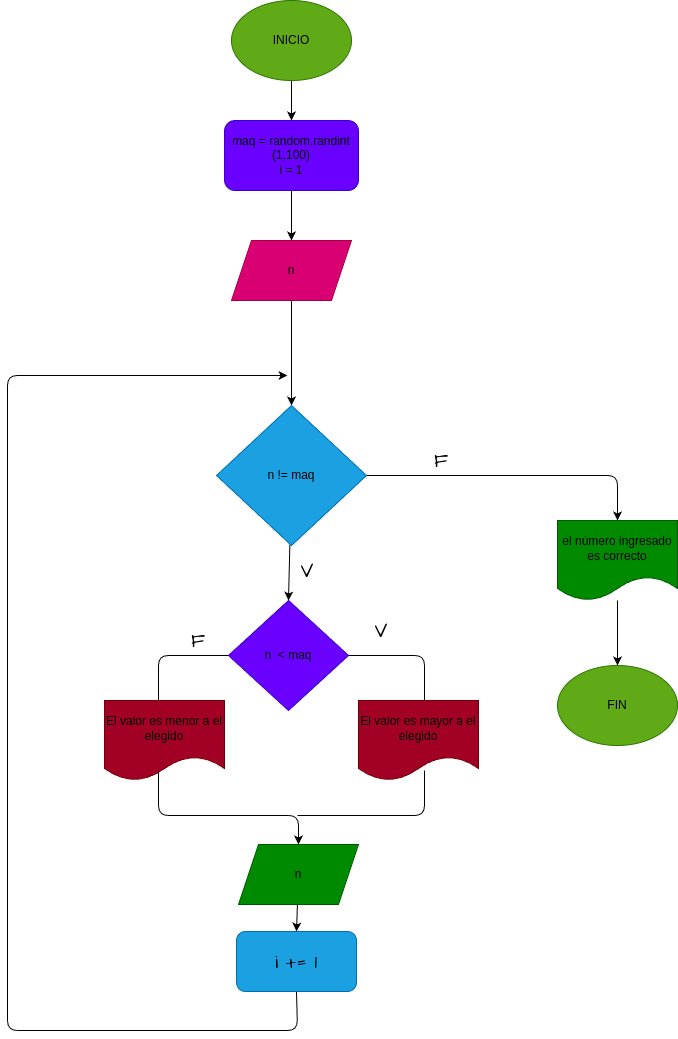 INICIO
maq = random.randint
(1,100)
i = 1
n
n != maq
F
el número ingresado
es correcto
V
n < maq
F
V
El valor es menor a el
elegido
El valor es mayor a el
elegido
FIN
n
i += 1